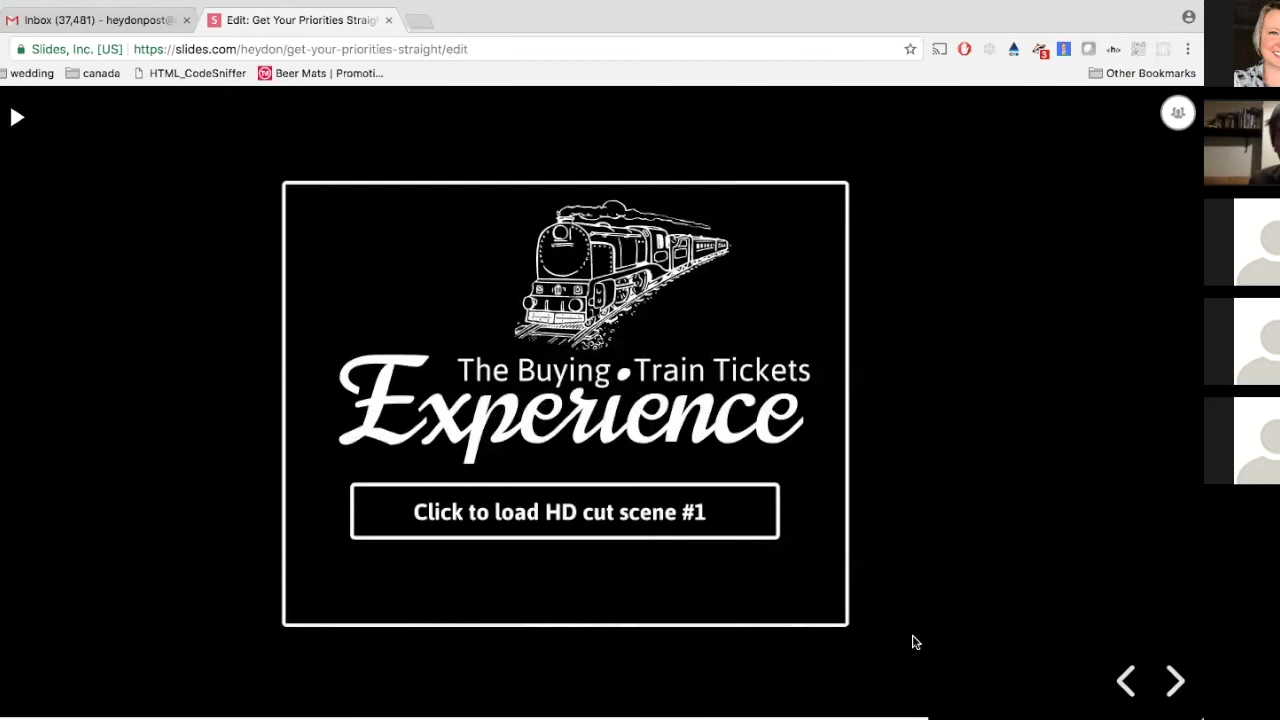 Inbox (37,481) - heydonpost@
Edit: Get Your Priorities Straig
Slides, Inc. [US]
https://slides.com/heydon/get-your-priorities-straight/edit
wedding
canada
HTML_CodeSniffer
Beer Mats | Promoti...
Other Bookmarks
The Buying • Train Tickets
Experience
Click to load HD cut scene #1